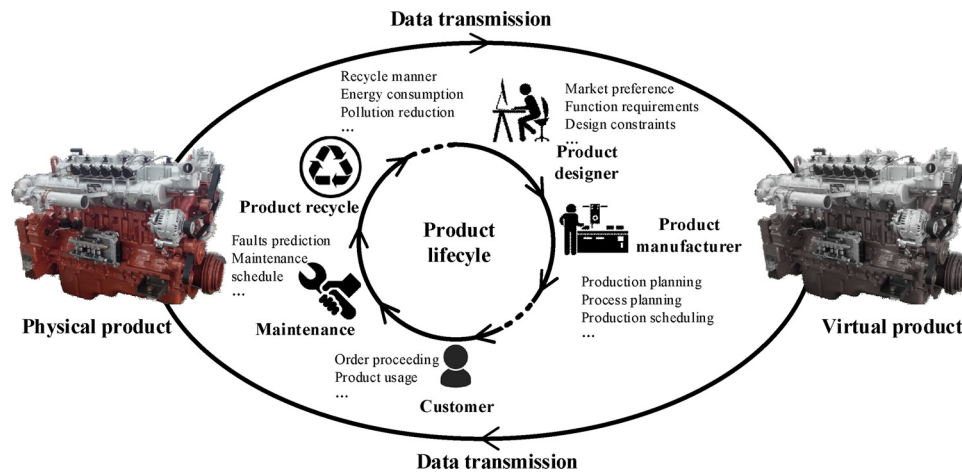 Data transmission
Recycle manner
Energy consumption
Pollution reduction
...
Market preference
Function requirements
Design constraints
...
Product
designer
Product recycle
Product
lifecyle
Product
manufacturer
Faults prediction
Maintenance
schedule
...
Production planning
Process planning
Production scheduling
...
Maintenance
Physical product
Virtual product
Order proceeding
Product usage
...
Customer
Data transmission